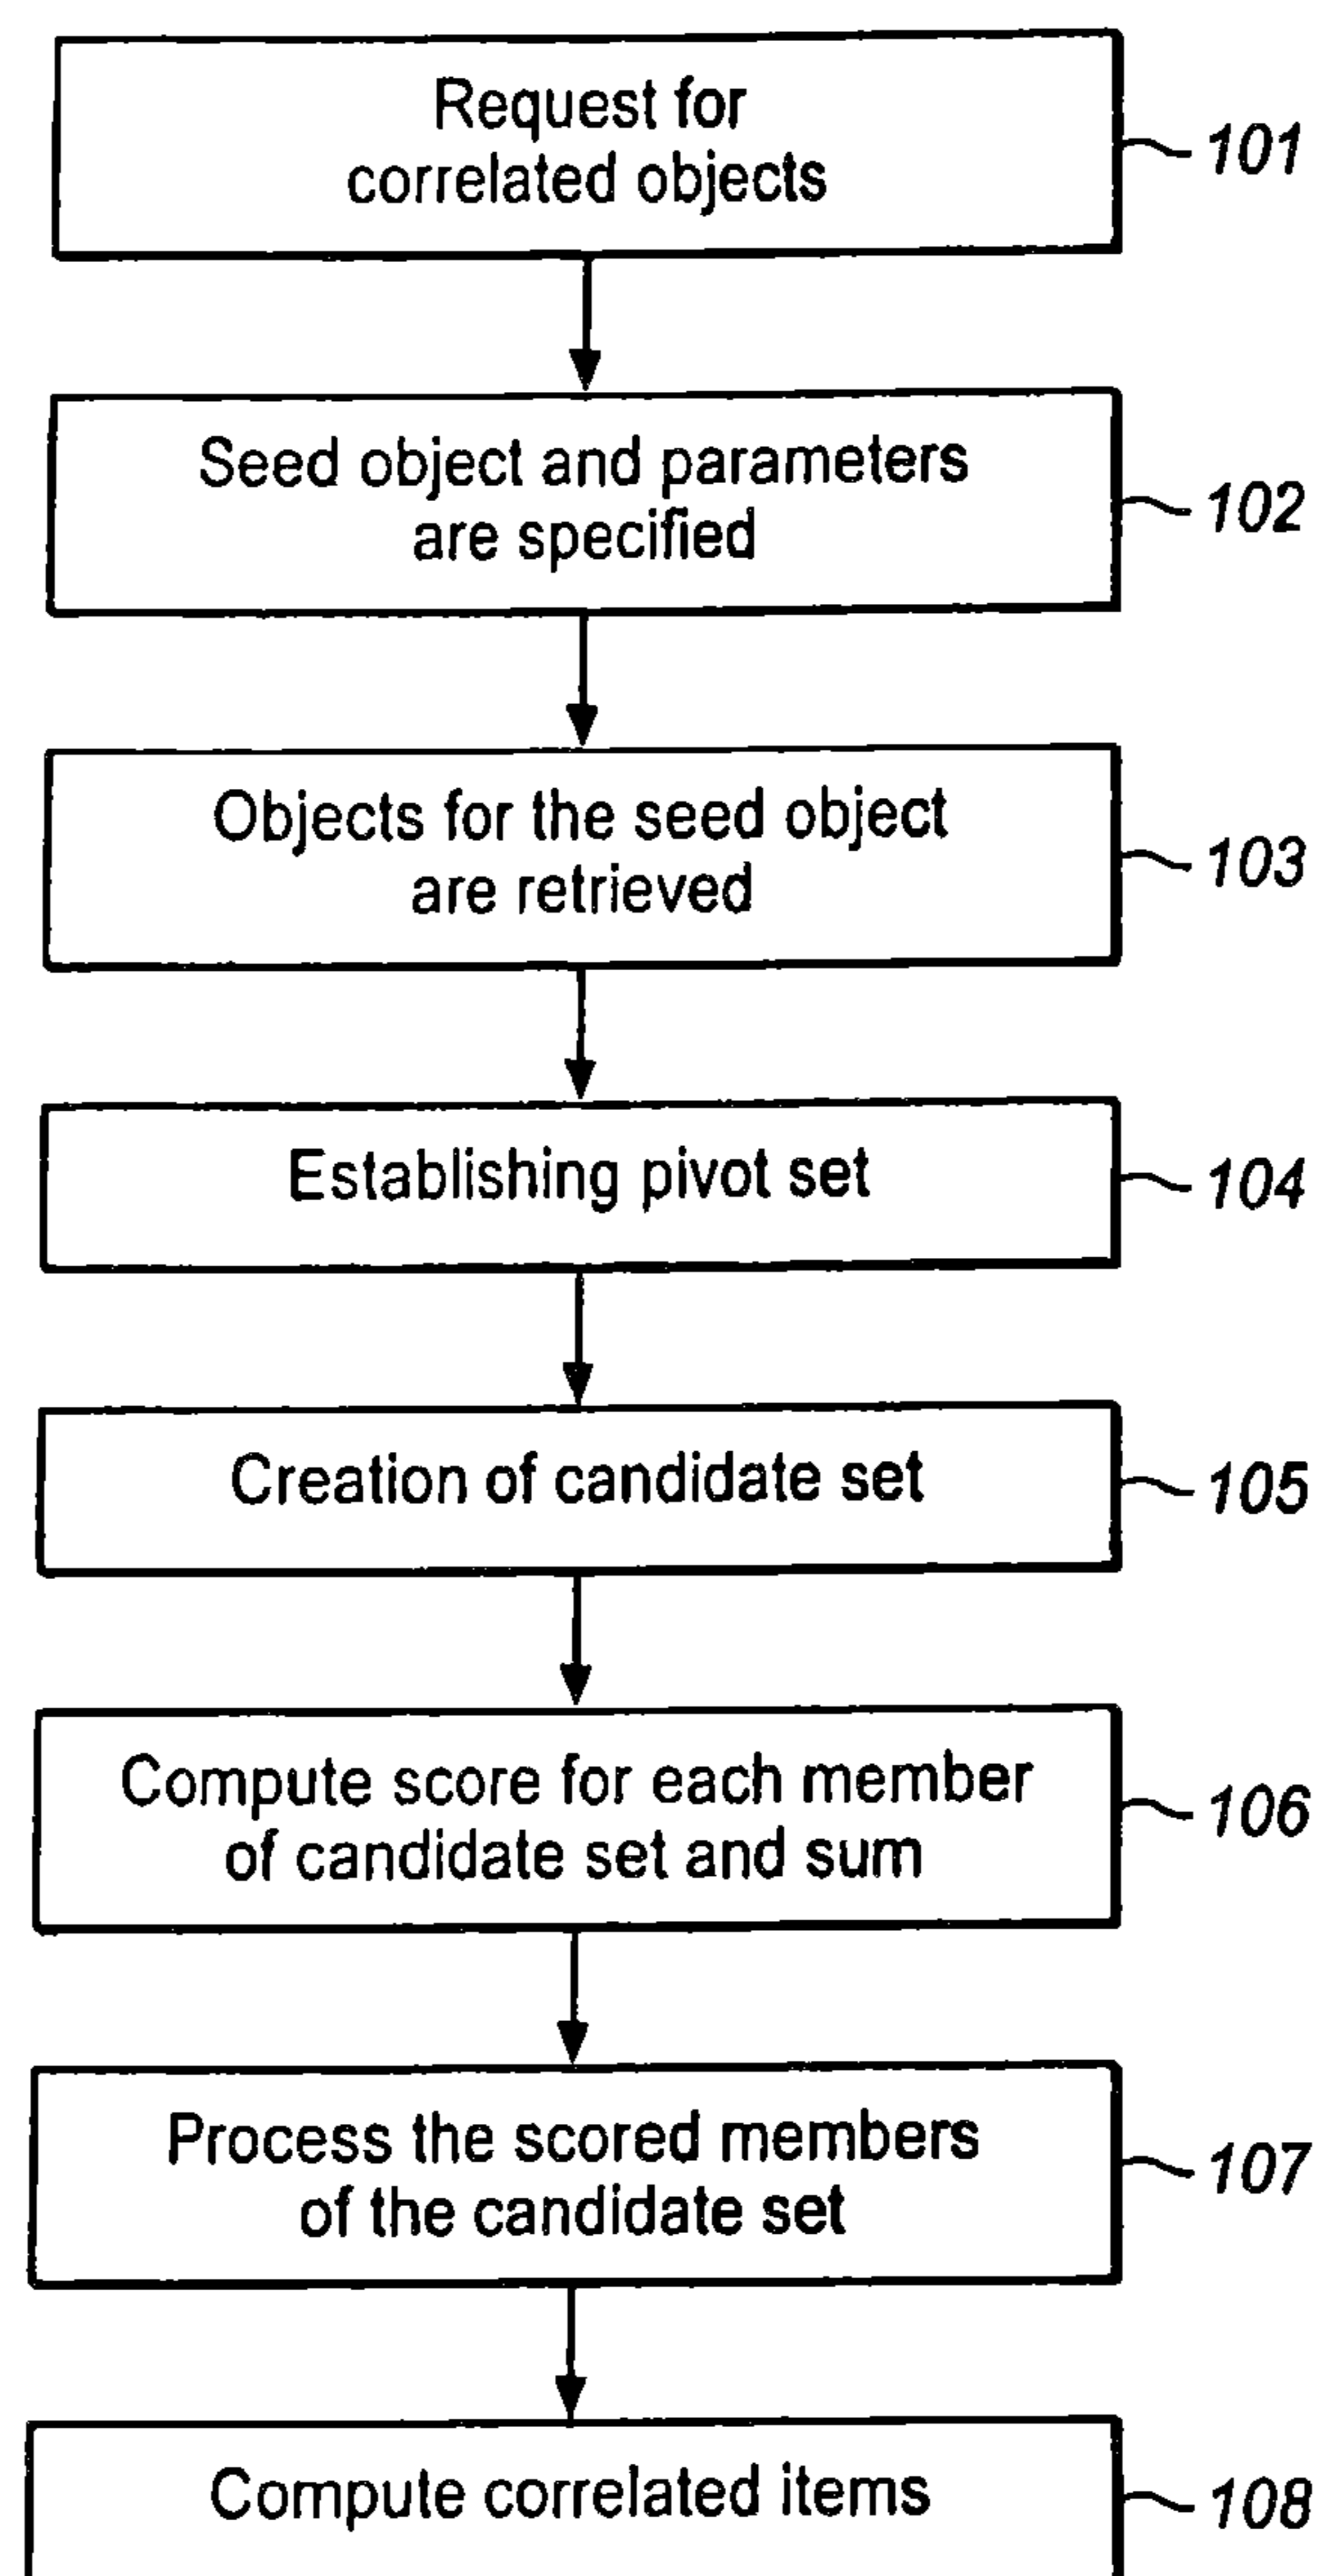 Request for
correlated objects
101
Seed object and parameters
are specified
102
Objects for the seed object
are retrieved
103
Establishing pivot set
104
Creation of candidate set
105
Compute score for each member
of candidate set and sum
106
Process the scored members
of the candidate set
107
Compute correlated items
108